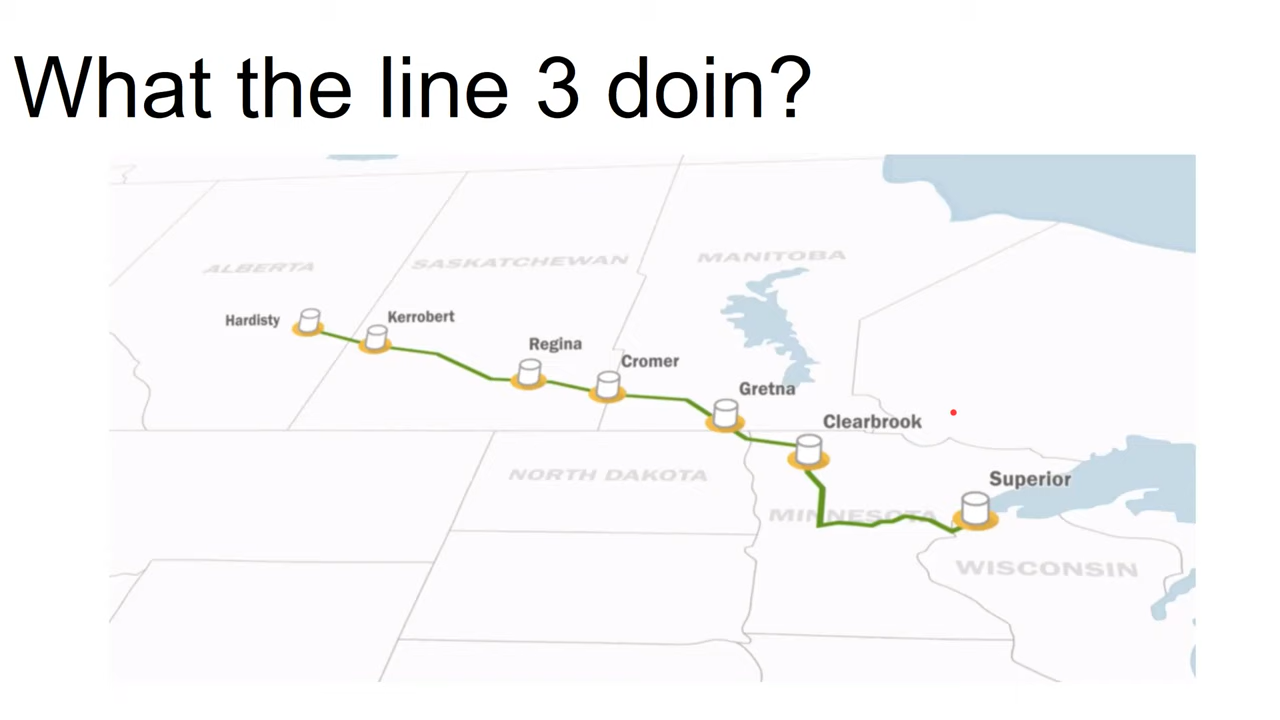 What the line 3 doin?
ALBERTA
SASKATCHEWAN
MANITOBA
Hardisty
Kerrobert
Regina
Cromer
Gretna
Clearbrook
NORTH DAKOTA
Superior
MINNESOTA
WISCONSIN